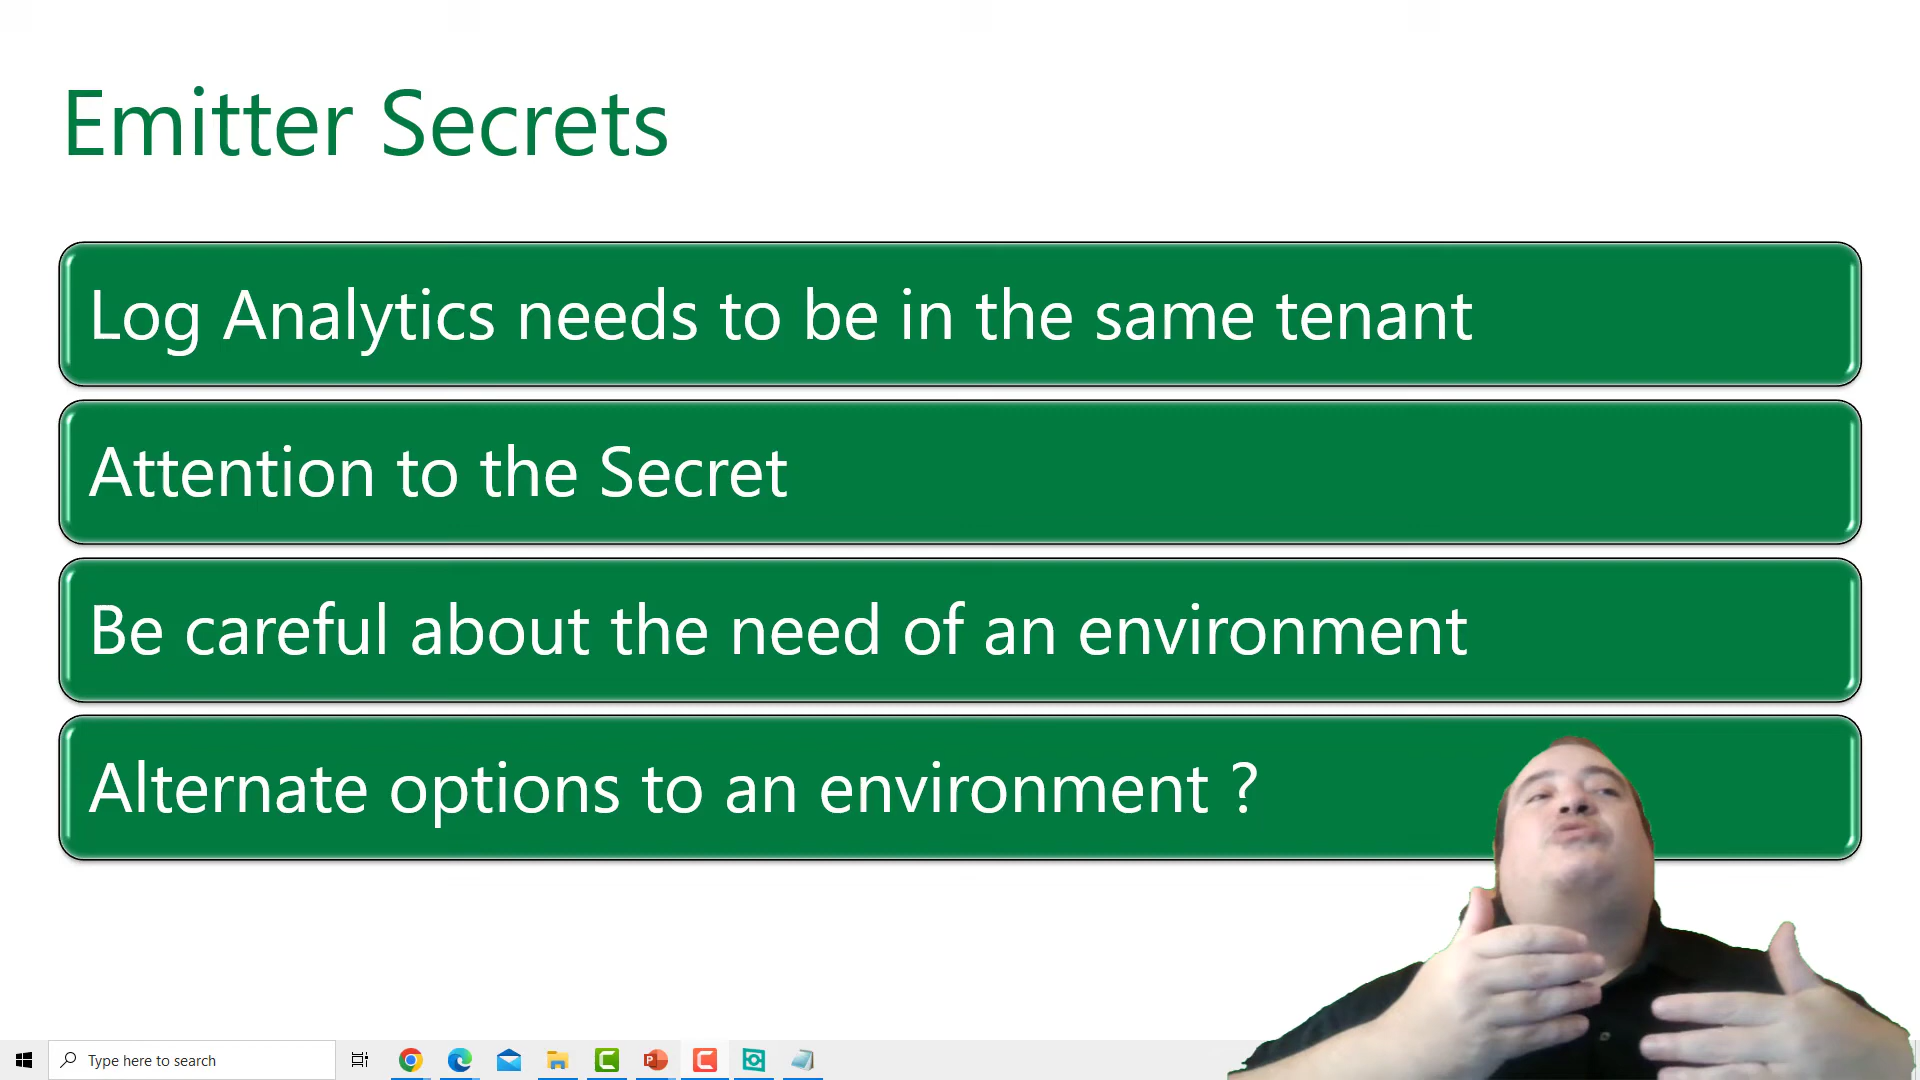 Emitter Secrets
Log Analytics needs to be in the same tenant
Attention to the Secret
Be careful about the need of an environment
Alternate options to an environment ?
Type here to search